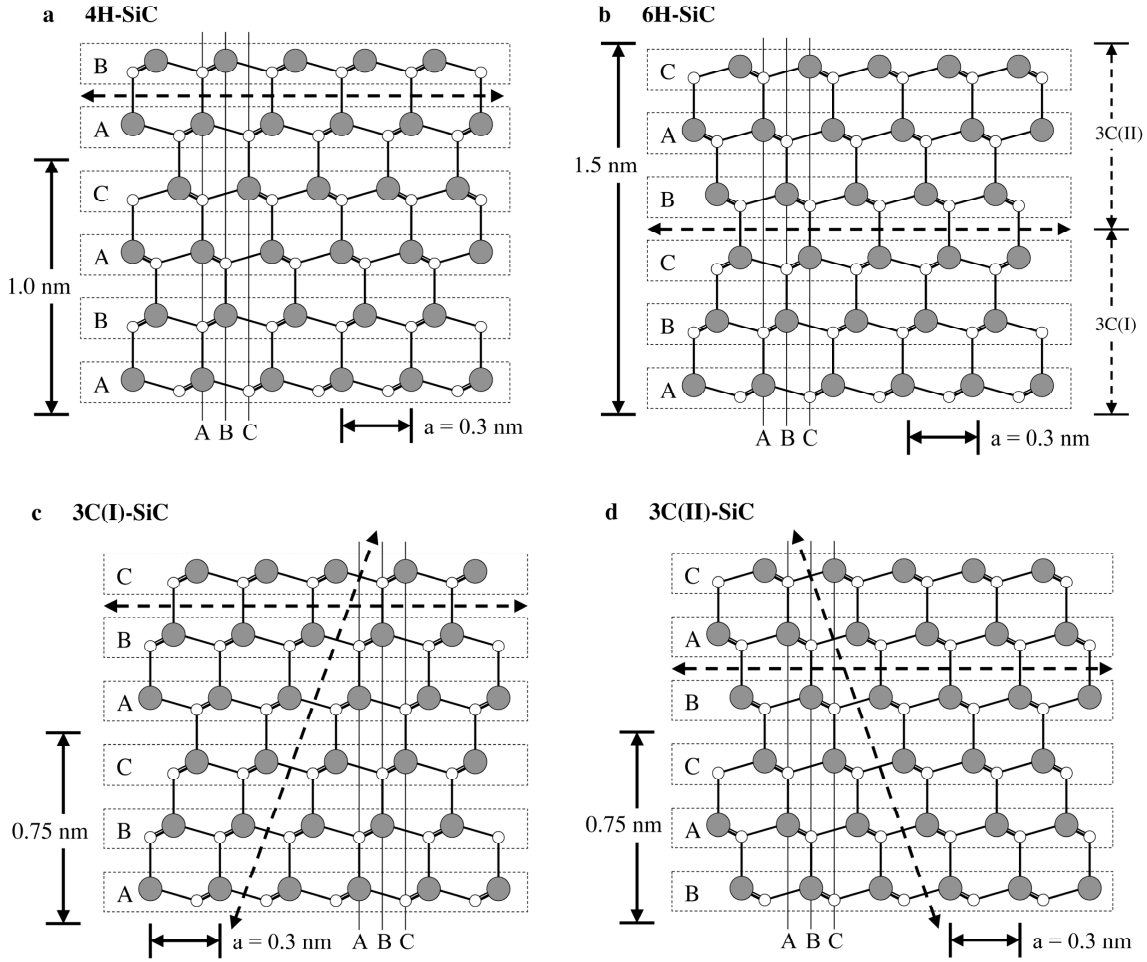 a 4H-SiC
B
A
C
A
B
A
1.0 nm
A B C
a = 0.3 nm
b 6H-SiC
C
A
B
C
B
A
1.5 nm
3C(II)
3C(I)
A B C
a = 0.3 nm
c 3C(I)-SiC
C
B
A
C
B
A
0.75 nm
a = 0.3 nm
A B C
d 3C(II)-SiC
C
A
B
C
A
B
0.75 nm
A B C
a = 0.3 nm